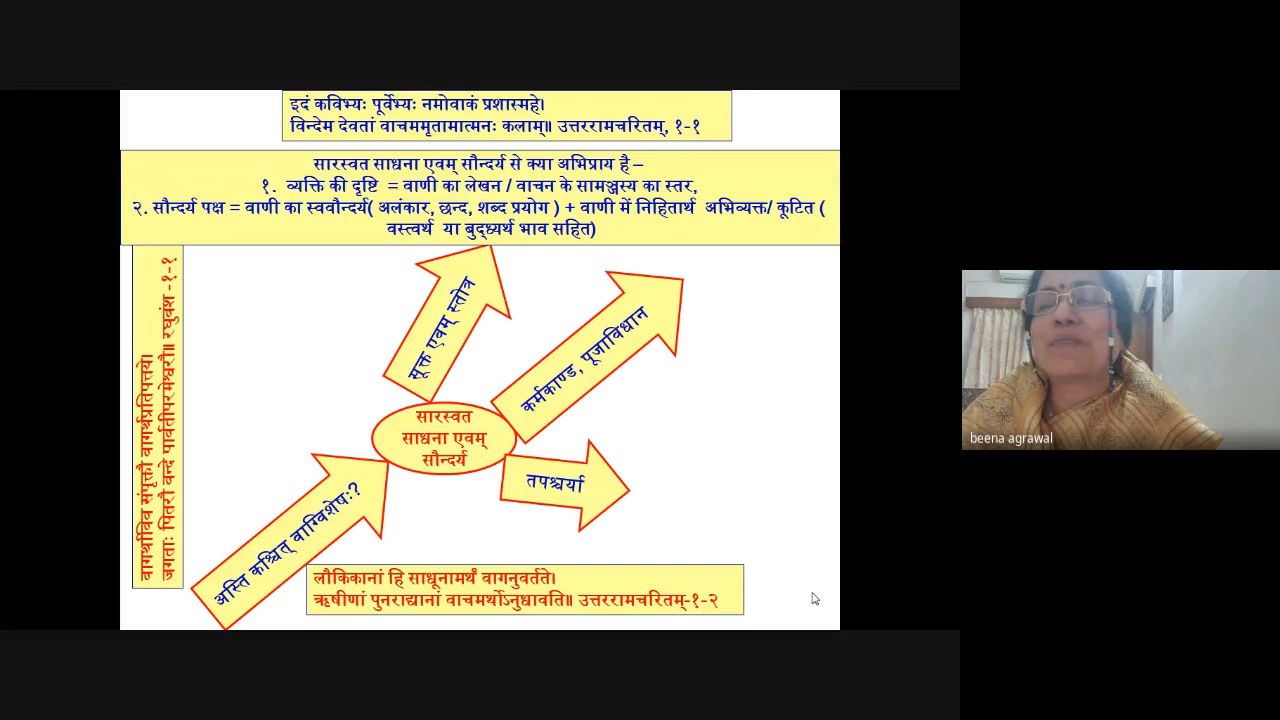 इदं कविभ्यः पूर्वेभ्यः नमोवाकं प्रशास्महे।
विन्देम देवतां वाचममृतामात्मनः कलाम्॥ उत्तररामचरितम्, १-१
सारस्वत साधना एवम् सौन्दर्य से क्या अभिप्राय है –
१. व्यक्ति की दृष्टि = वाणी का लेखन / वाचन के सामञ्जस्य का स्तर,
२. सौन्दर्य पक्ष = वाणी का स्ववौन्दर्य( अलंकार, छन्द, शब्द प्रयोग ) + वाणी में निहितार्थ अभिव्यक्त/ कूटित (
वस्त्वर्थ या बुद्ध्यर्थ भाव सहित)
वागर्थाविव संपृक्तौ वागर्थप्रतिपत्तये।
जगताः पितरौ वन्दे पार्वतीपरमेश्वरौ॥ रघुवंश -१-१
सूक्त एवम् स्तोत्र
कर्मकाण्ड, पूजाविधान
सारस्वत
साधना एवम्
सौन्दर्य
तपश्चर्या
अस्ति कश्चित् वाग्विशेषः?
लौकिकानां हि साधूनामर्थं वागनुवर्तते।
ऋषीणां पुनराद्यानां वाचमर्थोऽनुधावति॥ उत्तररामचरितम्-१-२
beena agrawal